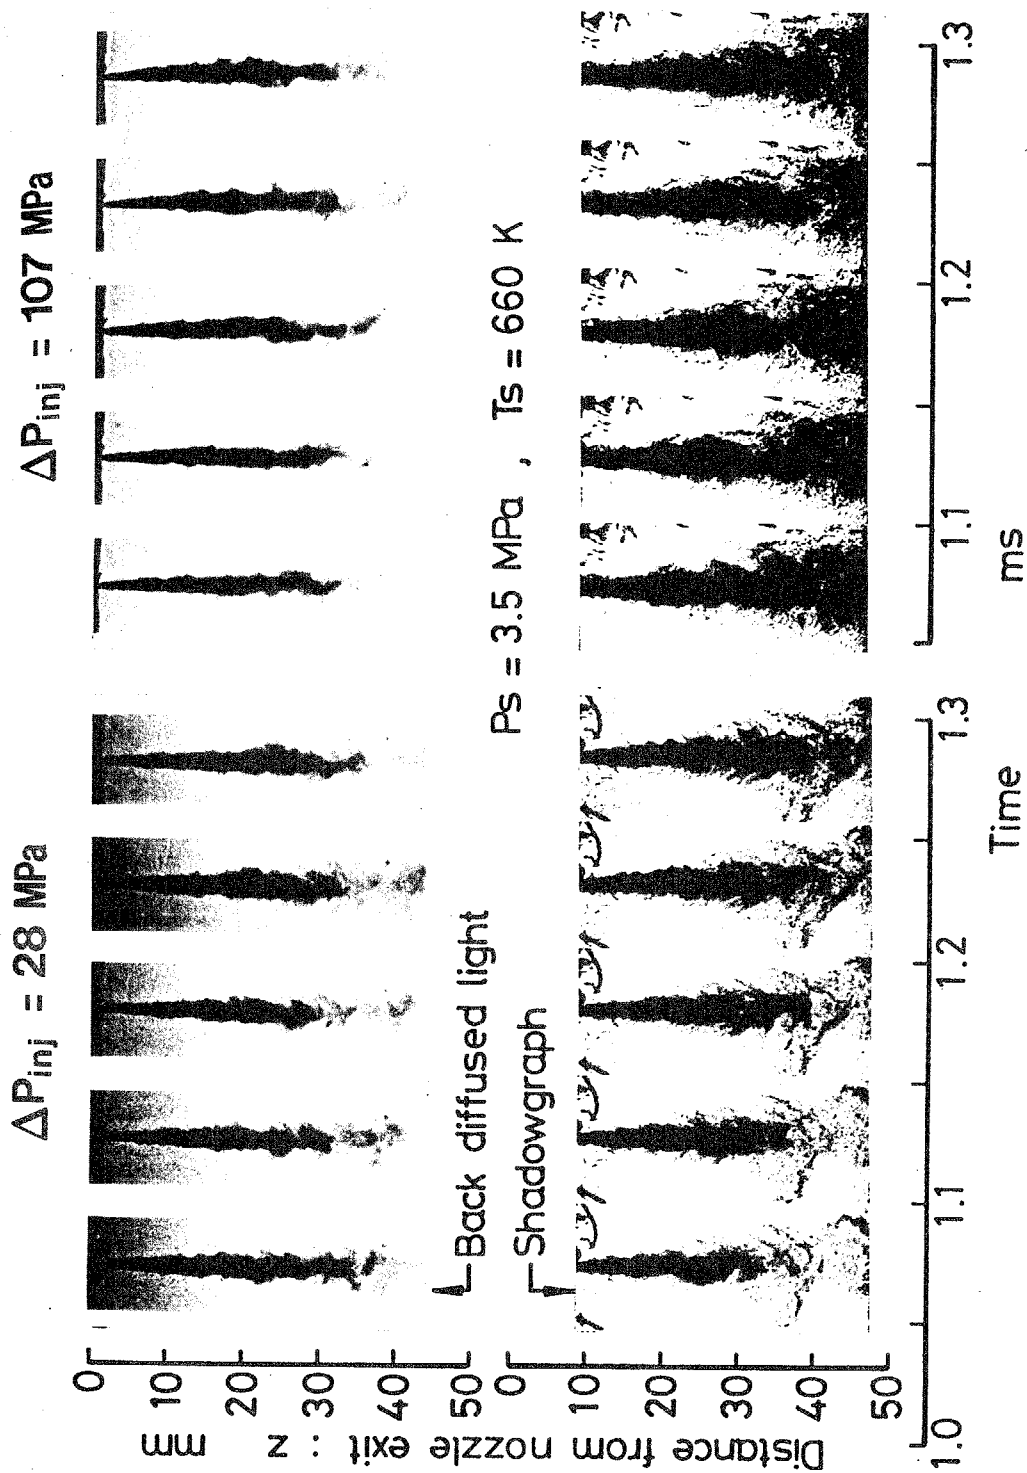 ΔPinj = 28 MPa
ΔPinj = 107 MPa
0
10
20
30
40
50
Back diffused light
Shadowgraph
Ps = 3.5 MPa , Ts = 660 K
0
10
20
30
40
50
Distance from nozzle exit : z mm
1.0
1.1
1.2
1.3
1.1
1.2
1.3
Time ms